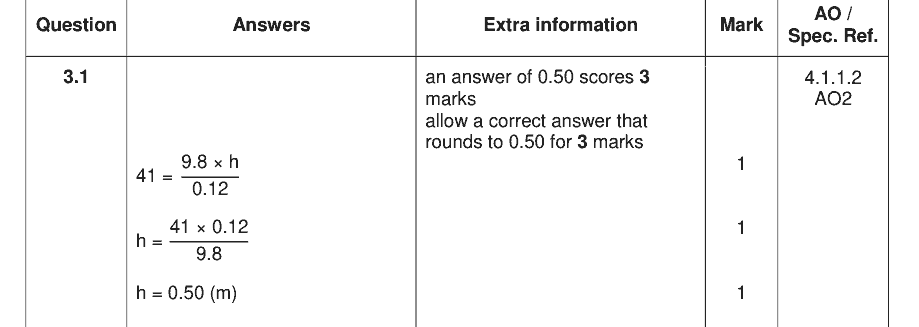 Question Answers Extra information Mark AO /
Spec. Ref.
3.1 an answer of 0.50 scores 3 4.1.1.2
marks AO2
allow a correct answer that
rounds to 0.50 for 3 marks
41 = 9.8 × h / 0.12 1
h = 41 × 0.12 / 9.8 1
h = 0.50 (m) 1